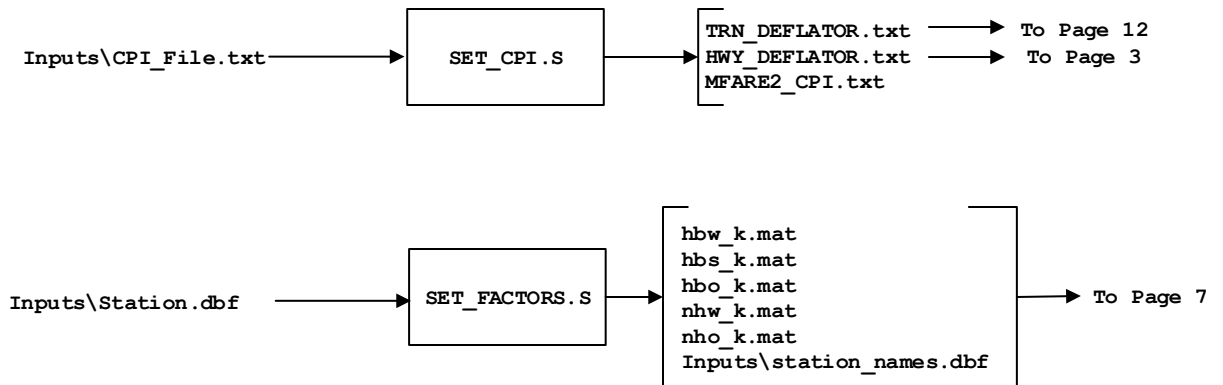 TRN_DEFLATOR.txt To Page 12
Inputs\CPI_File.txt SET_CPI.S HWY_DEFLATOR.txt To Page 3
MFARE2_CPI.txt
hbw_k.mat
hbs_k.mat
Inputs\Station.dbf SET_FACTORS.S hbo_k.mat To Page 7
nhw_k.mat
nho_k.mat
Inputs\station_names.dbf